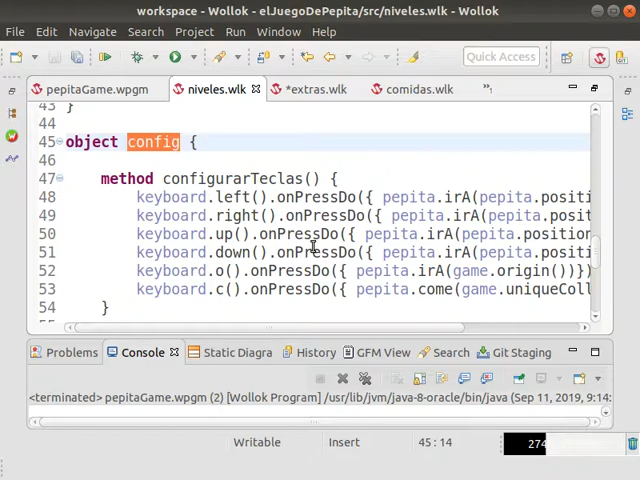 workspace - Wollok - elJuegoDePepita/src/niveles.wlk - Wollok
File Edit Navigate Search Project Run Window Help
Quick Access
pepitaGame.wpgm niveles.wlk *extras.wlk comidas.wlk »1
43 }
44
45 object config {
46
47 method configurarTeclas() {
48 keyboard.left().onPressDo({ pepita.irA(pepita.positi
49 keyboard.right().onPressDo({ pepita.irA(pepita.posit
50 keyboard.up().onPressDo({ pepita.irA(pepita.position
51 keyboard.down().onPressDo({ pepita.irA(pepita.positi
52 keyboard.o().onPressDo({ pepita.irA(game.origin())})
53 keyboard.c().onPressDo({ pepita.come(game.uniqueColl
54 }
Problems Console Static Diagra History GFM View Search Git Staging
<terminated> pepitaGame.wpgm (2) [Wollok Program] /usr/lib/jvm/java-8-oracle/bin/java (Sep 11, 2019, 9:14:
Writable Insert 45 : 14 274